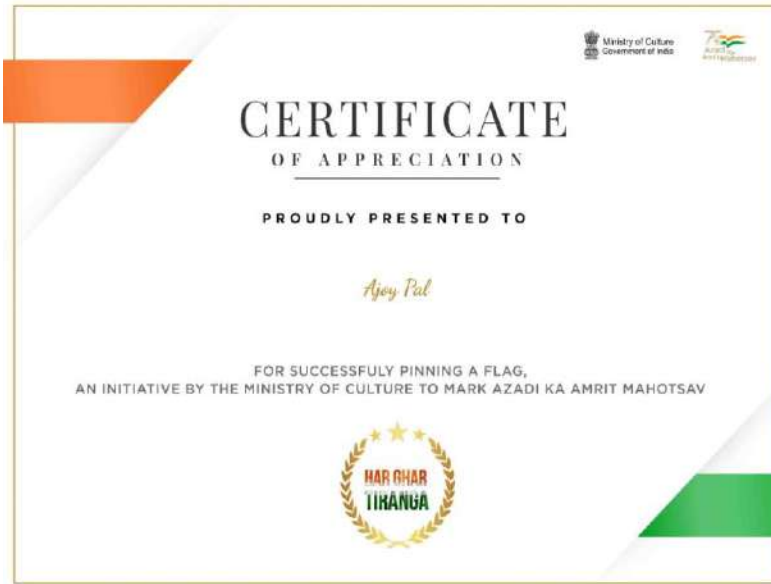 Ministry of Culture
Government of India
CERTIFICATE
OF APPRECIATION
PROUDLY PRESENTED TO
Ajoy Pal
FOR SUCCESSFULY PINNING A FLAG,
AN INITIATIVE BY THE MINISTRY OF CULTURE TO MARK AZADI KA AMRIT MAHOTSAV
HAR GHAR
TIRANGA